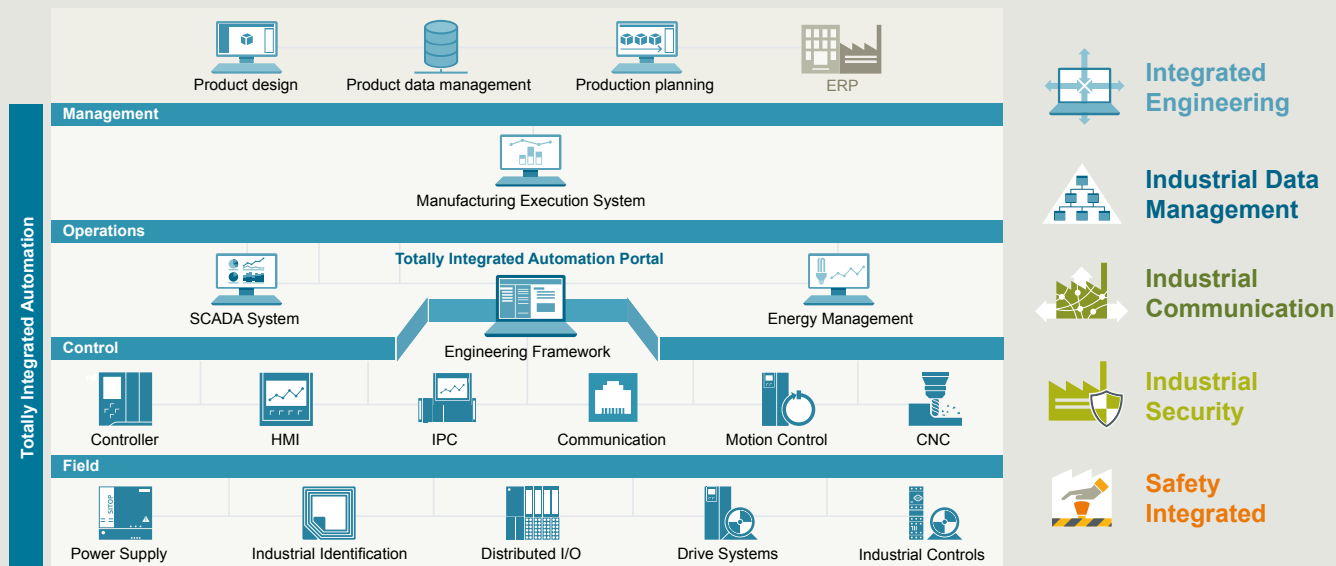 Product design
Product data management
Production planning
ERP
Management
Manufacturing Execution System
Operations
Totally Integrated Automation Portal
SCADA System
Energy Management
Engineering Framework
Control
Controller
HMI
IPC
Communication
Motion Control
CNC
Field
SITOP
Power Supply
Industrial Identification
Distributed I/O
Drive Systems
Industrial Controls
Totally Integrated Automation
Integrated
Engineering
Industrial Data
Management
Industrial
Communication
Industrial
Security
Safety
Integrated